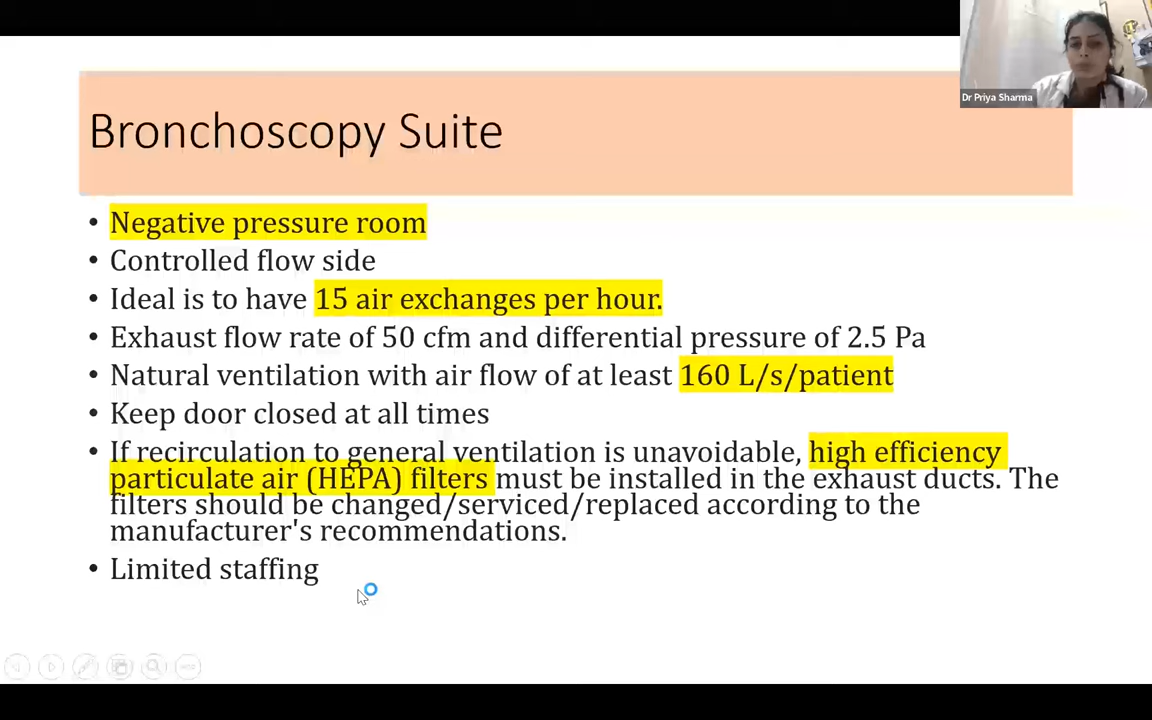 Dr Priya Sharma
Bronchoscopy Suite
• Negative pressure room
• Controlled flow side
• Ideal is to have 15 air exchanges per hour.
• Exhaust flow rate of 50 cfm and differential pressure of 2.5 Pa
• Natural ventilation with air flow of at least 160 L/s/patient
• Keep door closed at all times
• If recirculation to general ventilation is unavoidable, high efficiency
particulate air (HEPA) filters must be installed in the exhaust ducts. The
filters should be changed/serviced/replaced according to the
manufacturer's recommendations.
• Limited staffing